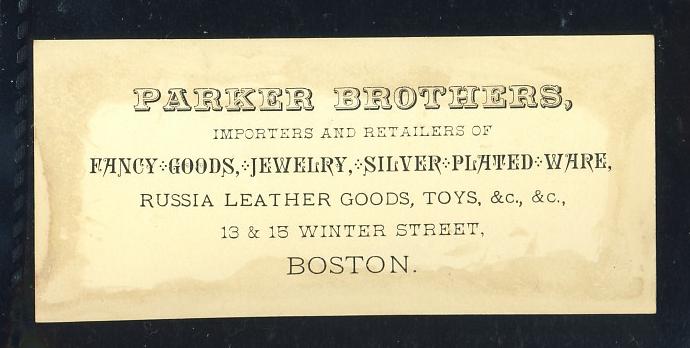 PARKER BROTHERS,
IMPORTERS AND RETAILERS OF
FANCY GOODS, JEWELRY, SILVER PLATED WARE,
RUSSIA LEATHER GOODS, TOYS, &c., &c.,
13 & 15 WINTER STREET,
BOSTON.